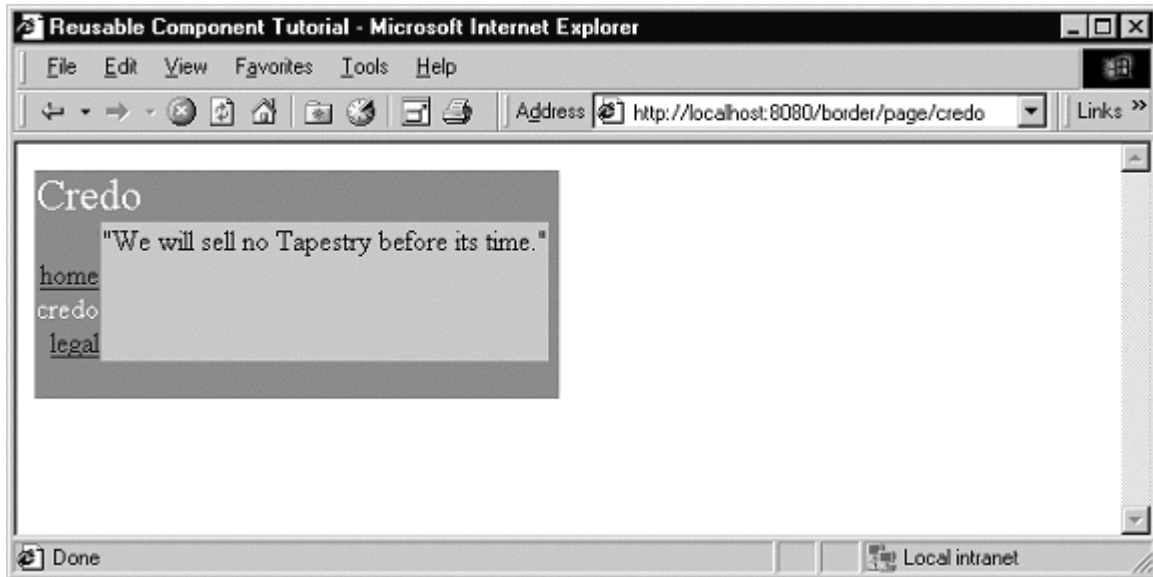 Reusable Component Tutorial - Microsoft Internet Explorer
File Edit View Favorites Tools Help
Address http://localhost:8080/border/page/credo Links »
Credo
"We will sell no Tapestry before its time."
home
credo
legal
Done Local intranet